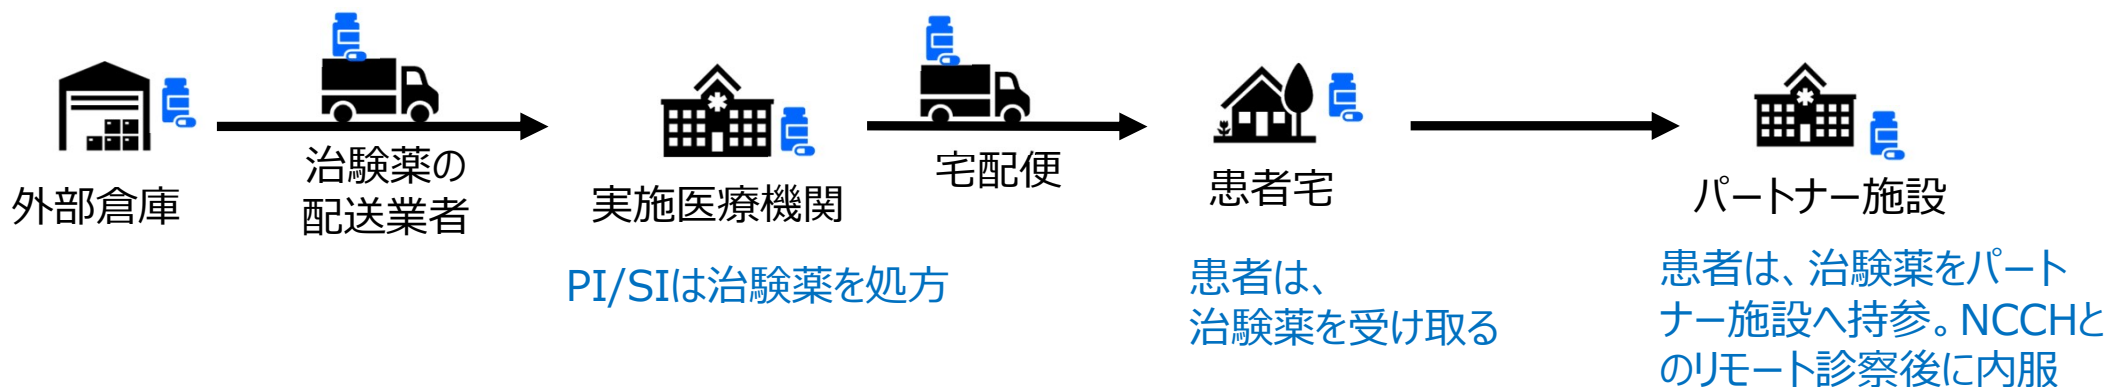 外部倉庫
治験薬の
配送業者
実施医療機関
宅配便
患者宅
パートナー施設
PI/SIは治験薬を処方
患者は、
治験薬を受け取る
患者は、治験薬をパート
ナー施設へ持参。NCCHと
のリモート診察後に内服